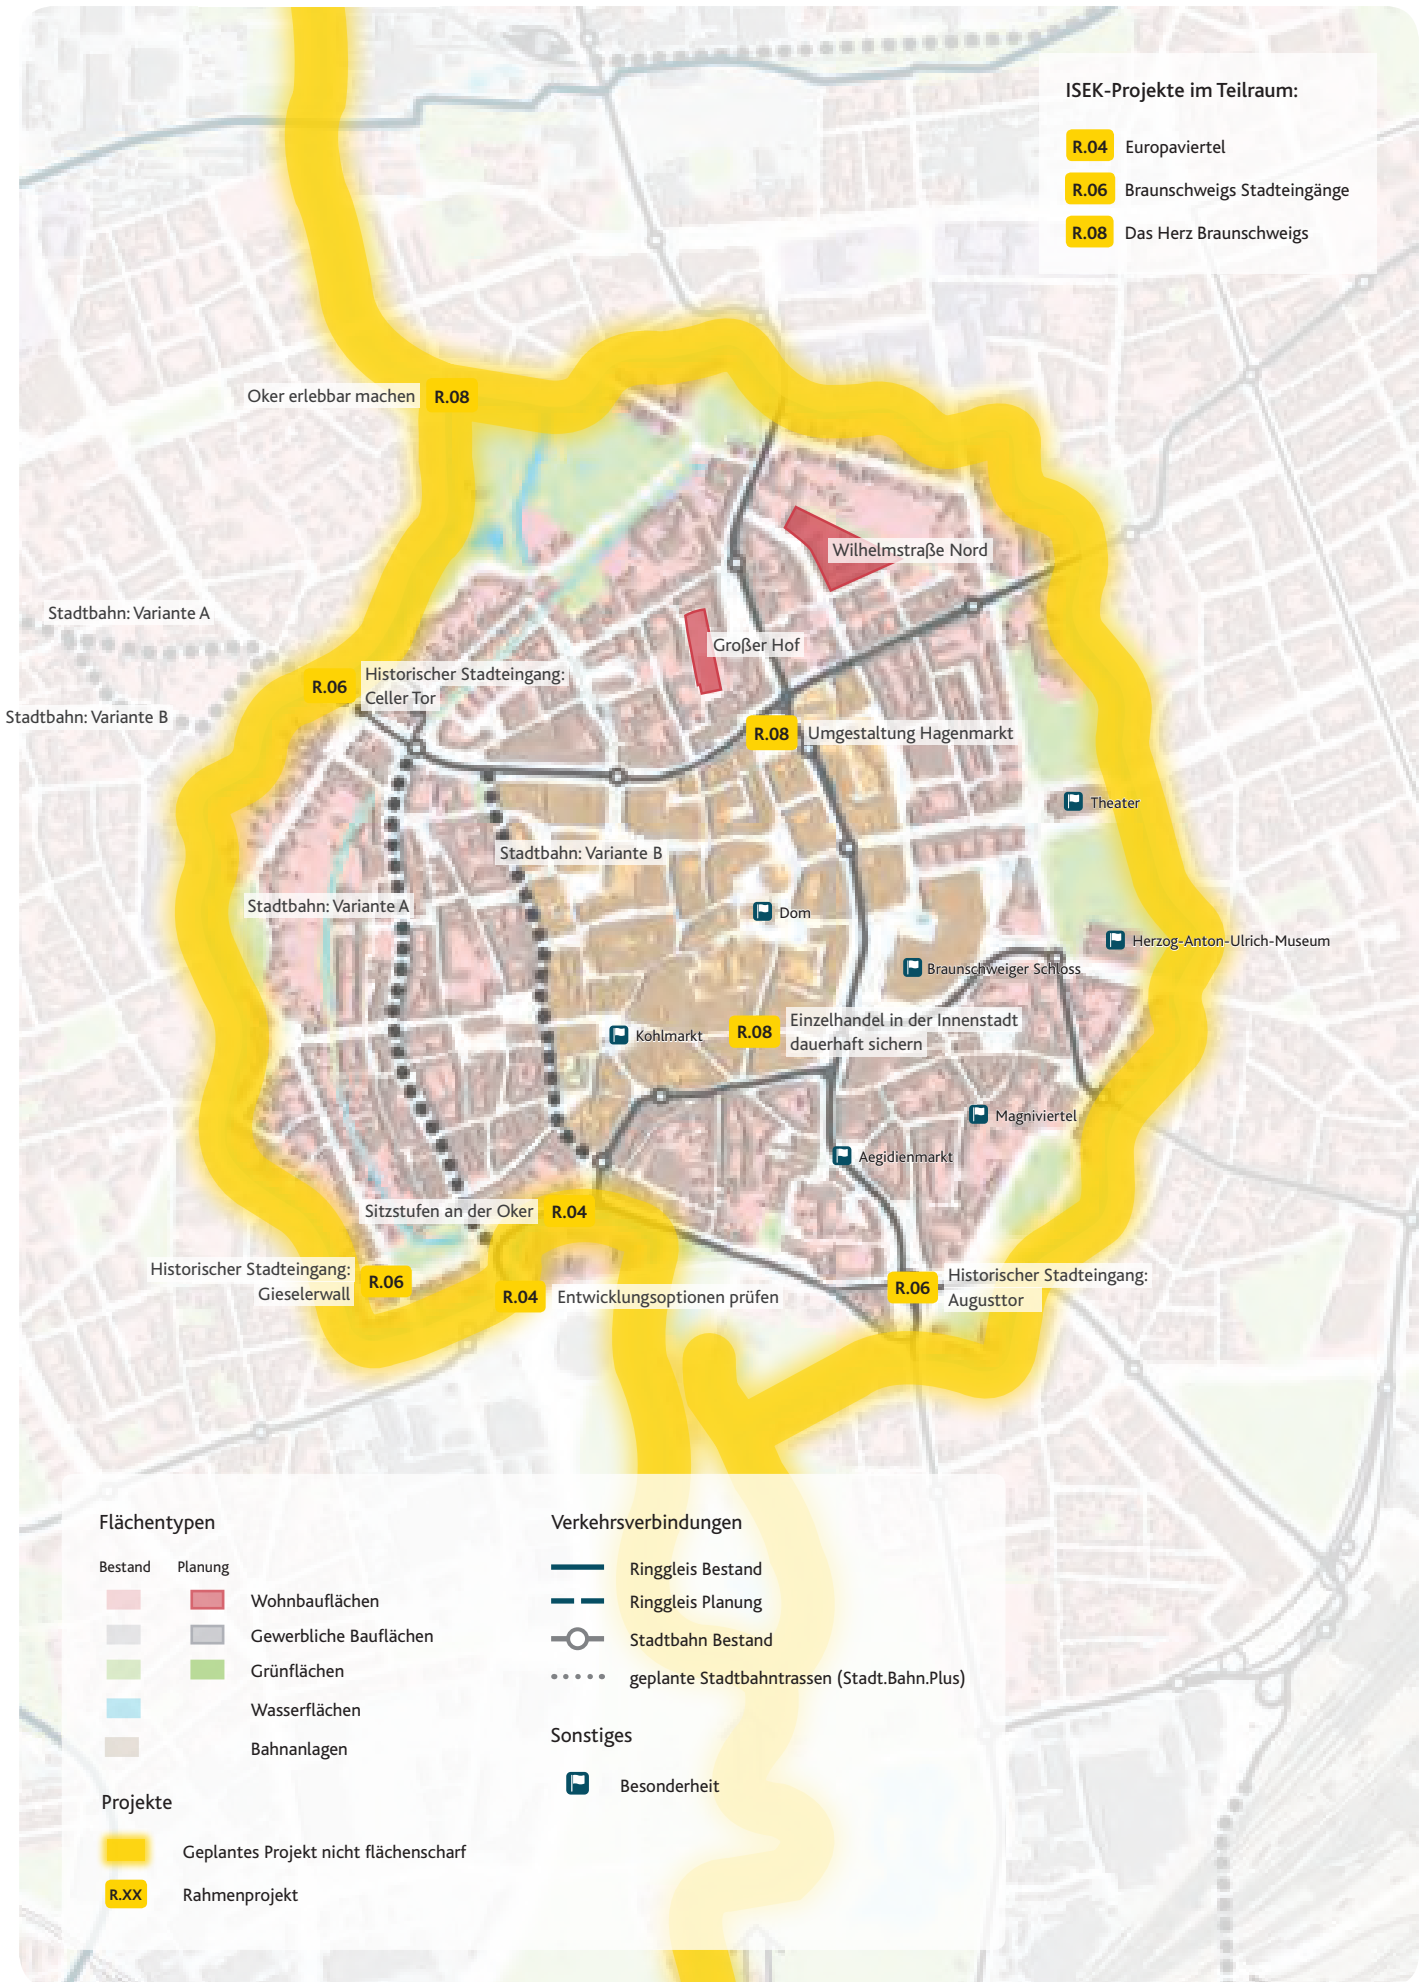 ISEK-Projekte im Teilraum:
R.04 Europaviertel
R.06 Braunschweigs Stadteingänge
R.08 Das Herz Braunschweigs
Oker erlebbar machen R.08
Wilhelmstraße Nord
Stadtbahn: Variante A
Großer Hof
R.06 Historischer Stadteingang:
Celler Tor
Stadtbahn: Variante B
R.08 Umgestaltung Hagenmarkt
Theater
Stadtbahn: Variante B
Stadtbahn: Variante A
Dom
Herzog-Anton-Ulrich-Museum
Braunschweiger Schloss
Kohlmarkt
R.08 Einzelhandel in der Innenstadt
dauerhaft sichern
Magniviertel
Aegidienmarkt
Sitzstufen an der Oker R.04
Historischer Stadteingang:
Gieselerwall R.06
R.04 Entwicklungsoptionen prüfen
R.06 Historischer Stadteingang:
Augusttor
Flächentypen
Bestand Planung
Wohnbauflächen
Gewerbliche Bauflächen
Grünflächen
Wasserflächen
Bahnanlagen
Projekte
Geplantes Projekt nicht flächenscharf
R.XX Rahmenprojekt
Verkehrsverbindungen
Ringgleis Bestand
Ringgleis Planung
Stadtbahn Bestand
geplante Stadtbahntrassen (Stadt.Bahn.Plus)
Sonstiges
Besonderheit